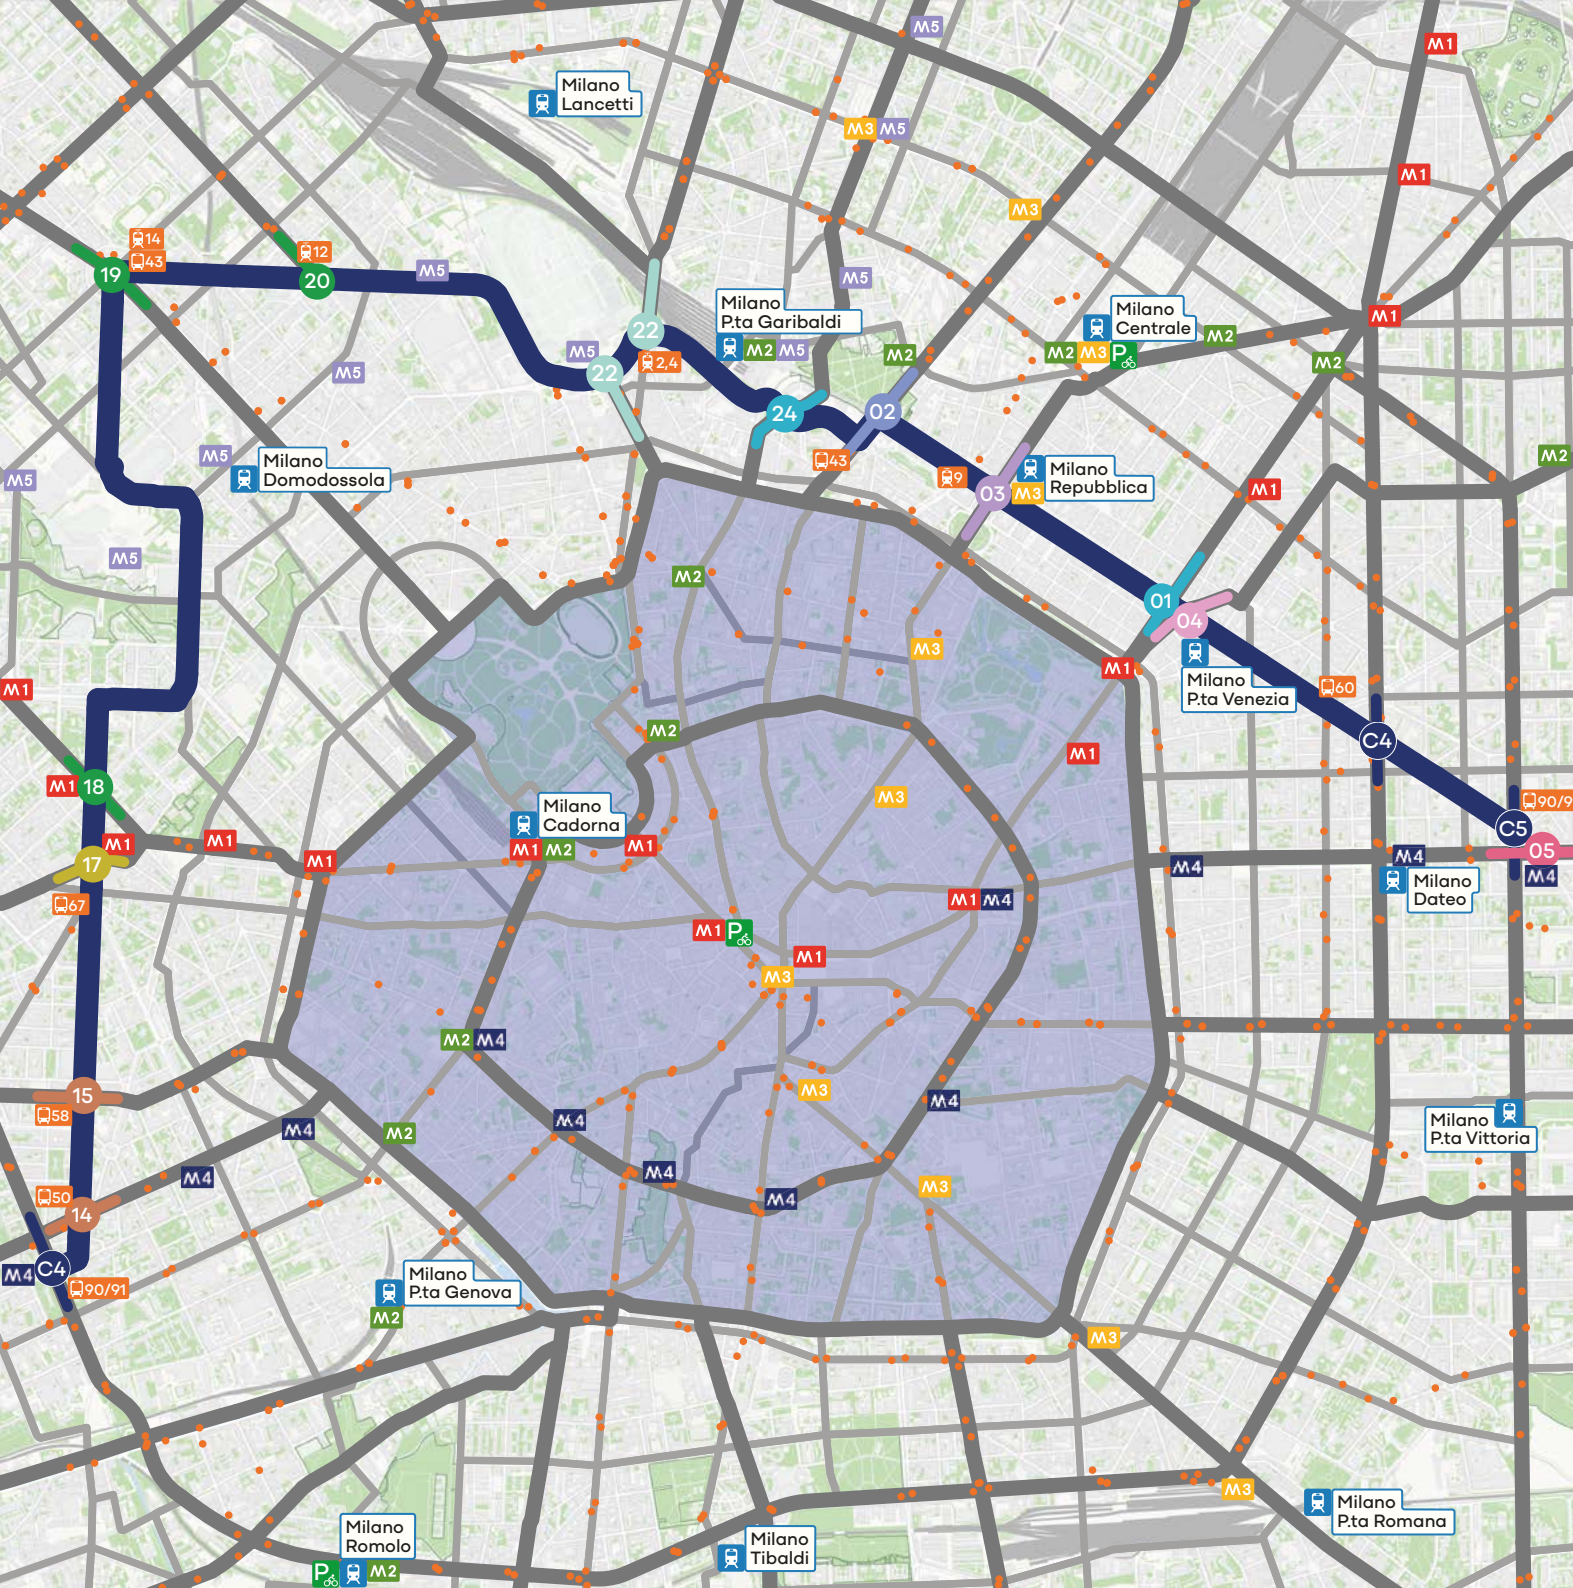 M5
M1
Milano
Lancetti
M3 M5
M1
M3
14
43
12
19
20
M5
M5
Milano
P.ta Garibaldi
M2 M5
Milano
Centrale
M2 M3 P
M2
M1
22
M5
2,4
22
M2
M2
M5
24
02
43
M5
Milano
Domodossola
M5
9
03
Milano
Repubblica
M3
M1
M2
M5
M2
01
04
M3
M1
Milano
P.ta Venezia
60
M1
M2
M1
C4
M1
18
M3
90/9
C5
Milano
Cadorna
M1 M2
M1
M1
M1
M1
17
M4
M4
05
M4
Milano
Dateo
67
M1 M4
M1 P
M1
M3
M2 M4
15
58
M3
M4
M4
M4
M2
Milano
P.ta Vittoria
M4
M4
50
14
M3
M4
M4
C4
90/91
Milano
P.ta Genova
M2
M3
M3
Milano
P.ta Romana
Milano
Romolo
P M2
Milano
Tibaldi